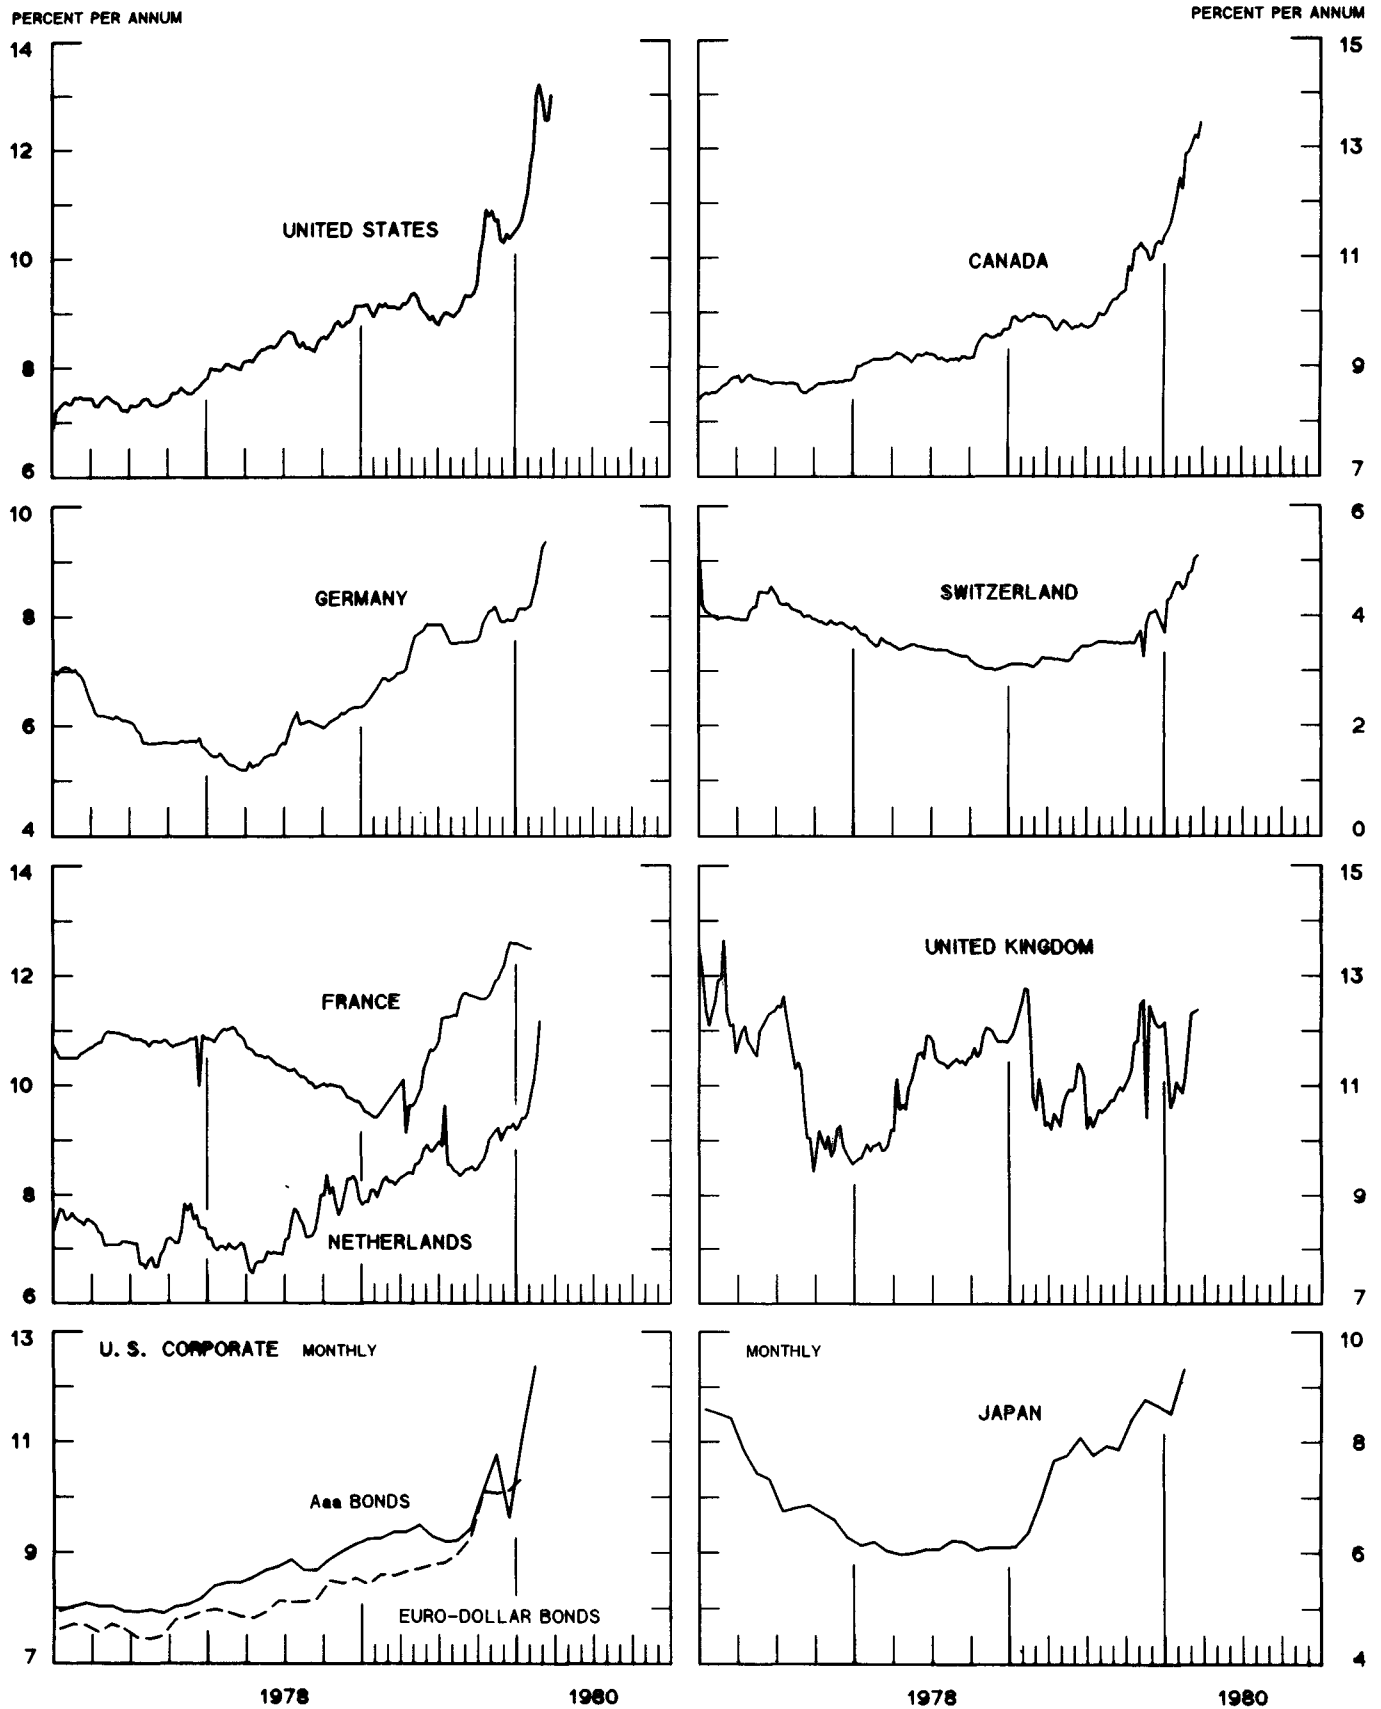 PERCENT PER ANNUM
PERCENT PER ANNUM
14
12
10
8
6
UNITED STATES
15
13
11
9
7
CANADA
10
8
6
4
GERMANY
6
4
2
0
SWITZERLAND
14
12
10
8
6
FRANCE
NETHERLANDS
15
13
11
9
7
UNITED KINGDOM
13
11
9
7
U. S. CORPORATE MONTHLY
Aaa BONDS
EURO-DOLLAR BONDS
10
8
6
4
MONTHLY
JAPAN
1978
1980
1978
1980